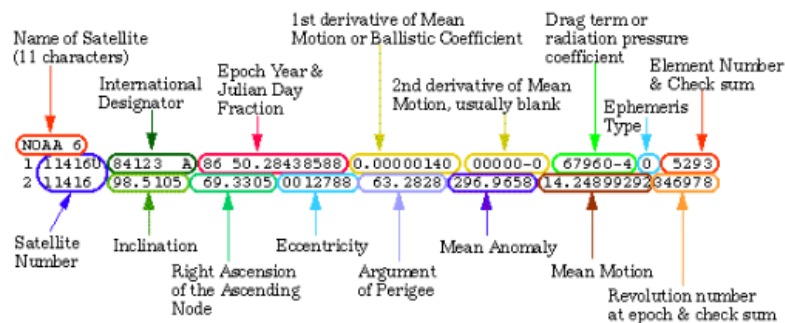 Name of Satellite
(11 characters)
International
Designator
Epoch Year &
Julian Day
Fraction
1st derivative of Mean
Motion or Ballistic Coefficient
2nd derivative of Mean
Motion, usually blank
Drag term or
radiation pressure
coefficient
Ephemeris
Type
Element Number
& Check sum
NOAA 6
1 11416U 84123 A 86 50.28438588 0.00000140 00000-0 67960-4 0 5293
2 11416 98.5105 69.3305 0012788 63.2828 296.9658 14.24899292346978
Satellite
Number
Inclination
Right Ascension
of the Ascending
Node
Eccentricity
Argument
of Perigee
Mean Anomaly
Mean Motion
Revolution number
at epoch & check sum